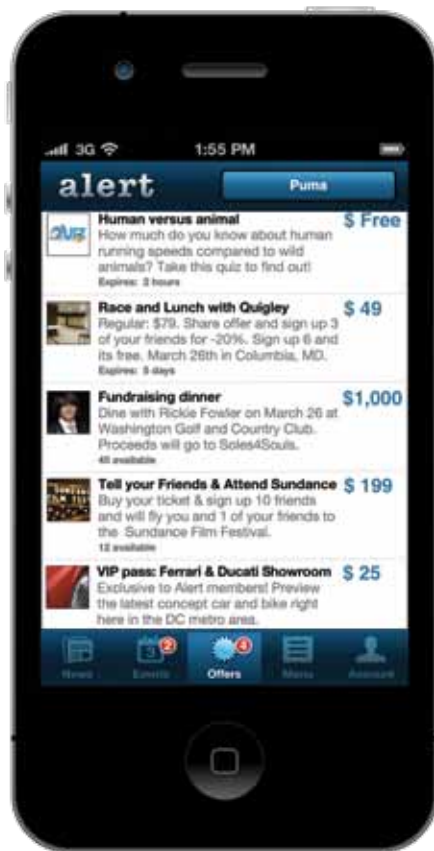 3G 1:55 PM
alert Puma
Human versus animal $ Free
How much do you know about human
running speeds compared to wild
animals? Take this quiz to find out!
Expires: 2 hours
Race and Lunch with Quigley $ 49
Regular: $79. Share offer and sign up 3
of your friends for -20%. Sign up 6 and
its free. March 26th in Columbia, MD.
Expires: 5 days
Fundraising dinner $1,000
Dine with Rickie Fowler on March 26 at
Washington Golf and Country Club.
Proceeds will go to Soles4Souls.
Tell your Friends & Attend Sundance $ 199
Buy your ticket & sign up 10 friends
and will fly you and 1 of your friends to
the Sundance Film Festival.
12 available
VIP pass: Ferrari & Ducati Showroom $ 25
Exclusive to Alert members! Preview
the latest concept car and bike right
here in the DC metro area.
3 2 4
News Events Offers Menu Account